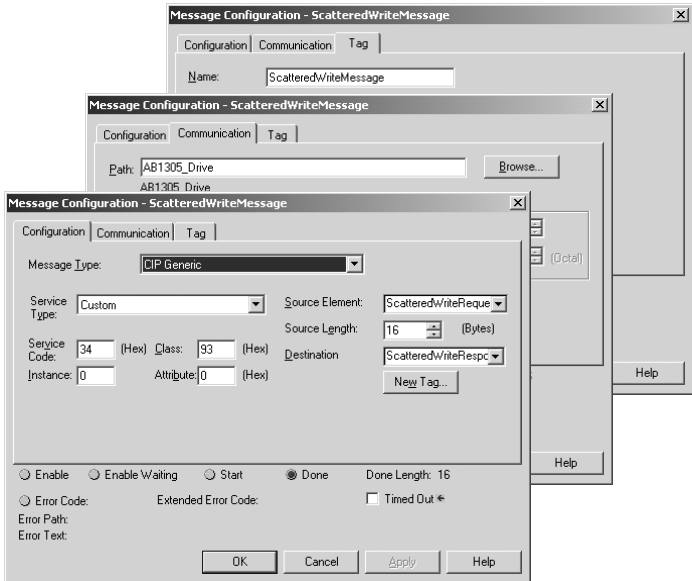 Message Configuration - ScatteredWriteMessage
Configuration Communication Tag
Name: ScatteredWriteMessage
Help
Message Configuration - ScatteredWriteMessage
Configuration Communication Tag
Path: AB1305_Drive Browse...
AB1305_Drive
(Octal)
Help
Message Configuration - ScatteredWriteMessage
Configuration Communication Tag
Message Type: CIP Generic
Service Type: Custom Source Element: ScatteredWriteReque
Source Length: 16 (Bytes)
Service Code: 34 (Hex) Class: 93 (Hex) Destination ScatteredWriteRespo
Instance: 0 Attribute: 0 (Hex) New Tag...
Enable Enable Waiting Start Done Done Length: 16
Error Code: Extended Error Code: Timed Out
Error Path:
Error Text:
OK Cancel Apply Help